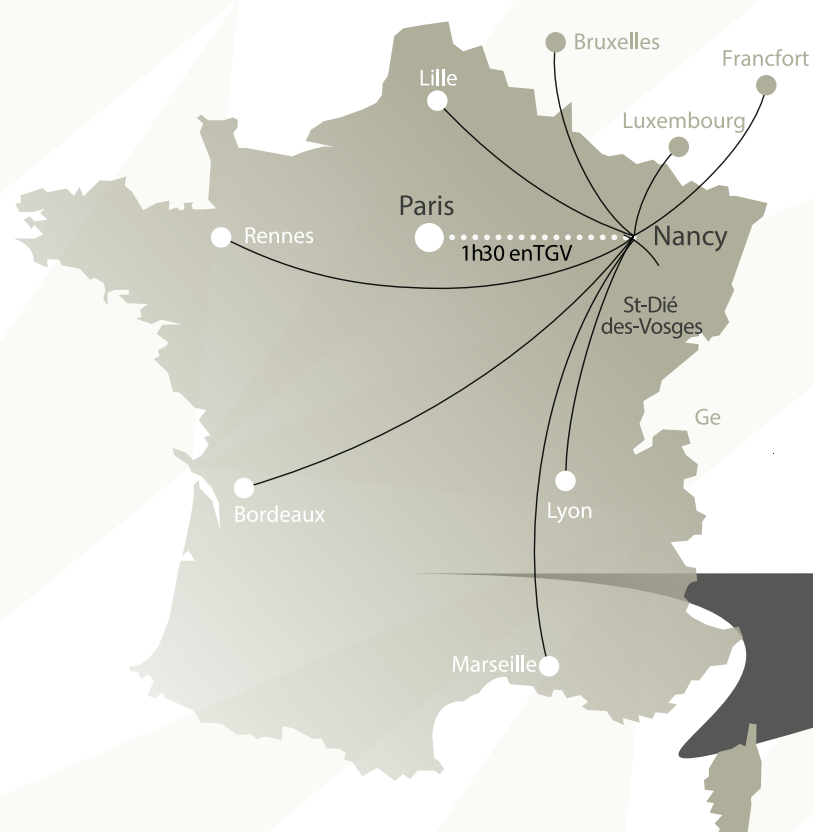 Bruxelles
Francfort
Lille
Luxembourg
Paris
Rennes
Nancy
1h30 enTGV
St-Dié
des-Vosges
Ge
Bordeaux
Lyon
Marseille